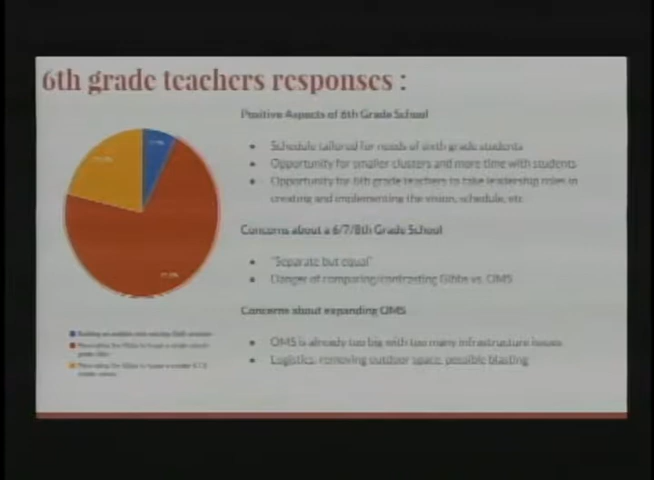 6th grade teachers responses :
Positive Aspects of 6th Grade School
Schedule tailored for needs of sixth grade students
Opportunity for smaller clusters and more time with students
Opportunity for 6th grade teachers to take leadership roles in
creating and implementing the vision, schedule, etc
Concerns about a 6/7/8th Grade School
"Separate but equal"
Danger of comparing/contrasting Gibbs vs. OMS
Concerns about expanding OMS
OMS is already too big with too many infrastructure issues
Logistics, removing outdoor space, possible blasting